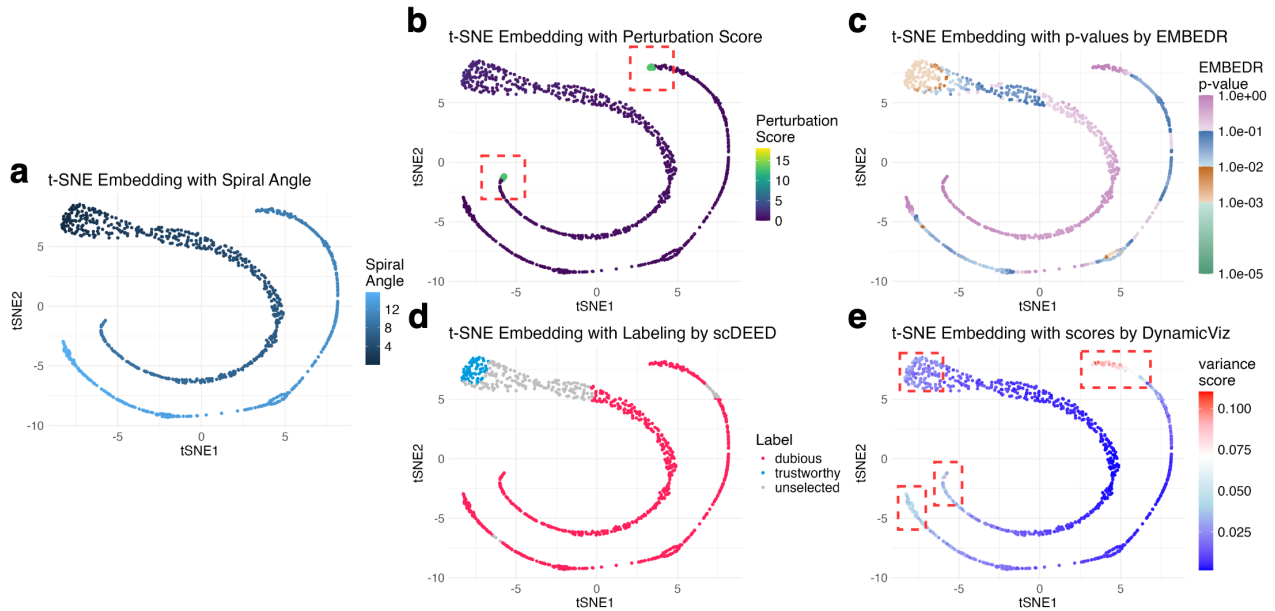 a
t-SNE Embedding with Spiral Angle
tSNE2
5
0
-5
-10
-5
0
5
tSNE1
Spiral
Angle
12
8
4
b
t-SNE Embedding with Perturbation Score
tSNE2
5
0
-5
-10
-5
0
5
tSNE1
Perturbation
Score
15
10
5
0
c
t-SNE Embedding with p-values by EMBEDR
tSNE2
5
0
-5
-10
-5
0
5
tSNE1
EMBEDR
p-value
1.0e+00
1.0e-01
1.0e-02
1.0e-03
1.0e-05
d
t-SNE Embedding with Labeling by scDEED
tSNE2
5
0
-5
-10
-5
0
5
tSNE1
Label
dubious
trustworthy
unselected
e
t-SNE Embedding with scores by DynamicViz
tSNE2
5
0
-5
-10
-5
0
5
tSNE1
variance
score
0.100
0.075
0.050
0.025